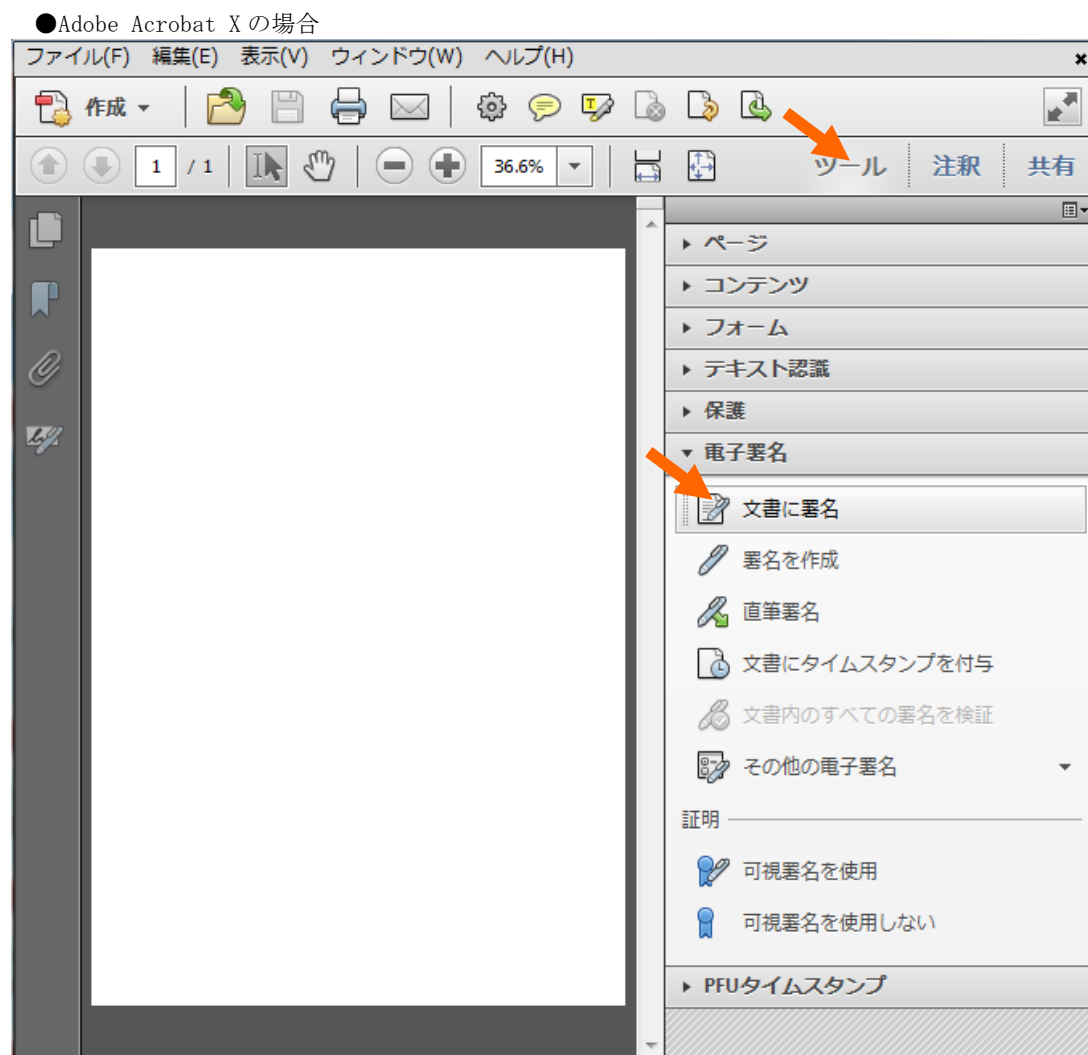 ●Adobe Acrobat X の場合
ファイル(F) 編集(E) 表示(V) ウィンドウ(W) ヘルプ(H)
作成
1 / 1 36.6% ツール 注釈 共有
ページ
コンテンツ
フォーム
テキスト認識
保護
電子署名
文書に署名
署名を作成
直筆署名
文書にタイムスタンプを付与
文書内のすべての署名を検証
その他の電子署名
証明
可視署名を使用
可視署名を使用しない
PFUタイムスタンプ